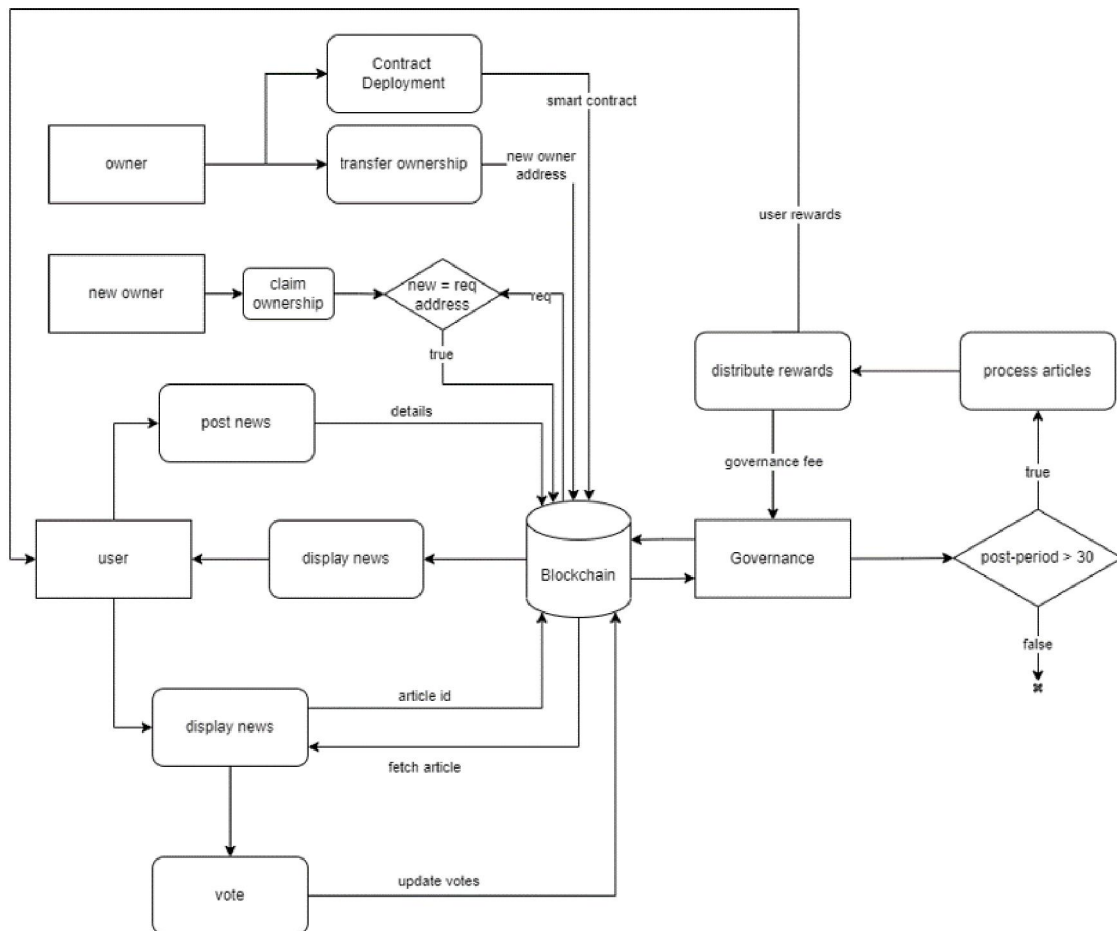 Contract
Deployment
smart contract
owner
transfer ownership
new owner
address
user rewards
new owner
claim
ownership
new = req
address
req
true
distribute rewards
process articles
post news
details
governance fee
true
user
display news
Blockchain
Governance
post-period > 30
false
display news
article id
fetch article
vote
update votes